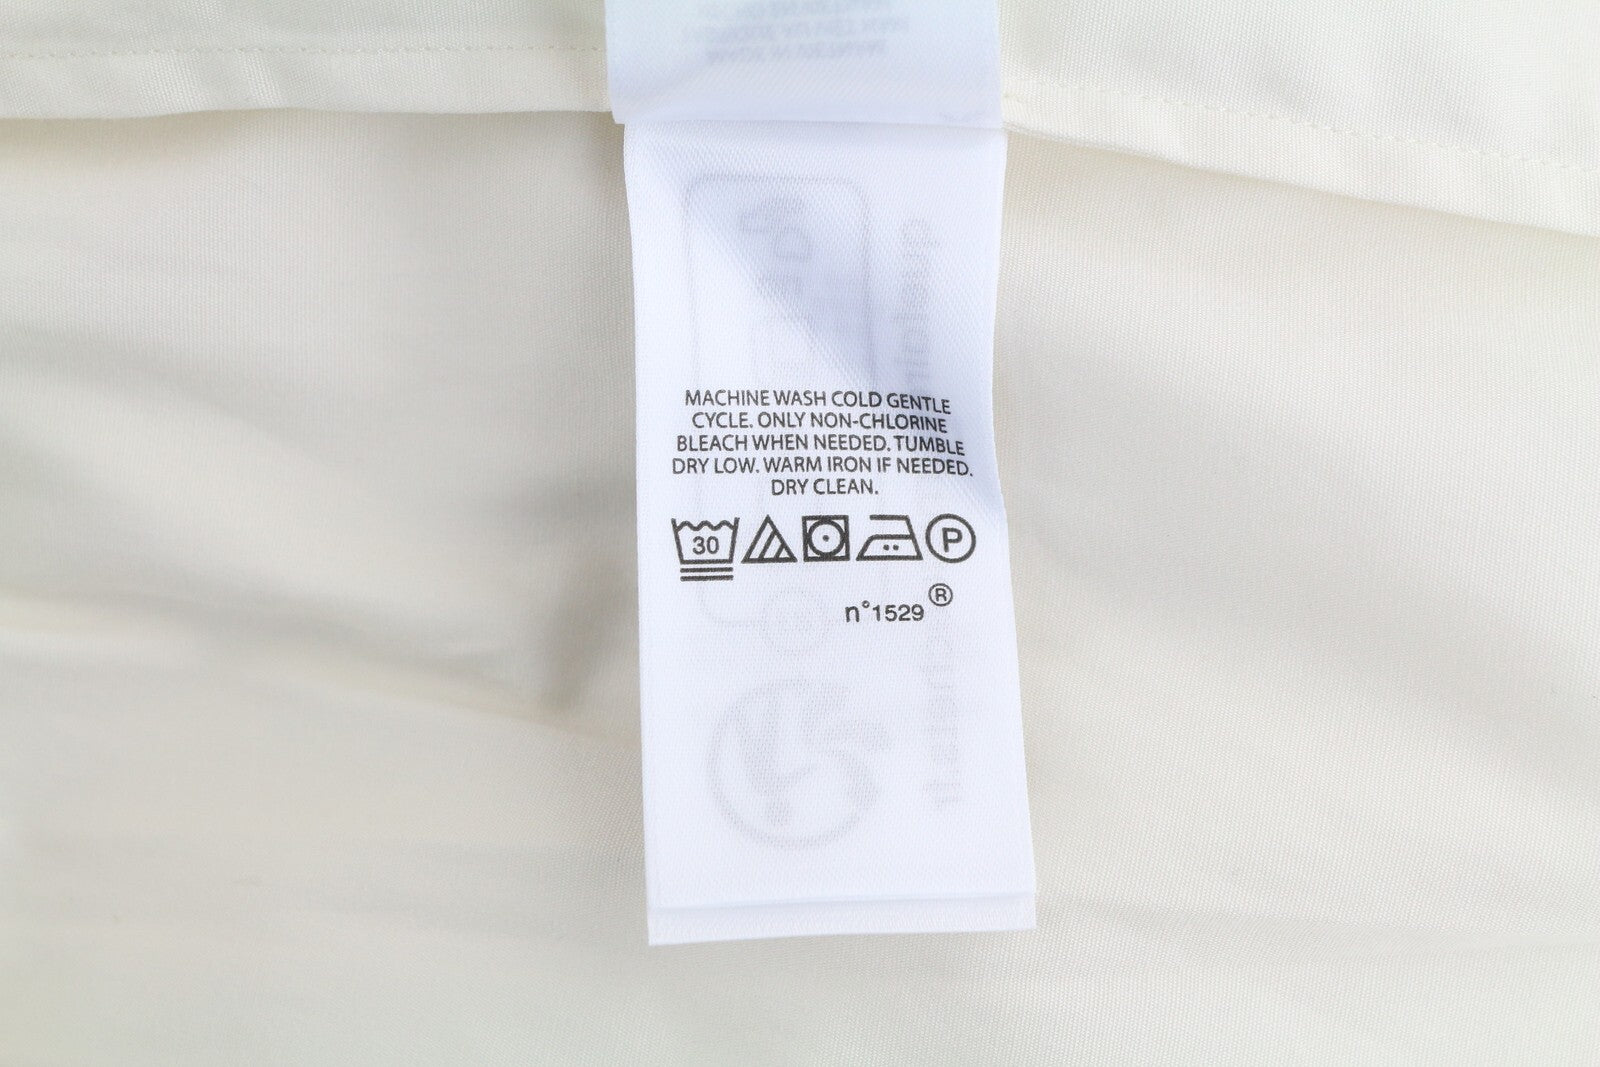 MACHINE WASH COLD GENTLE
CYCLE. ONLY NON-CHLORINE
BLEACH WHEN NEEDED. TUMBLE
DRY LOW. WARM IRON IF NEEDED.
DRY CLEAN.
30 P
n°1529 ®